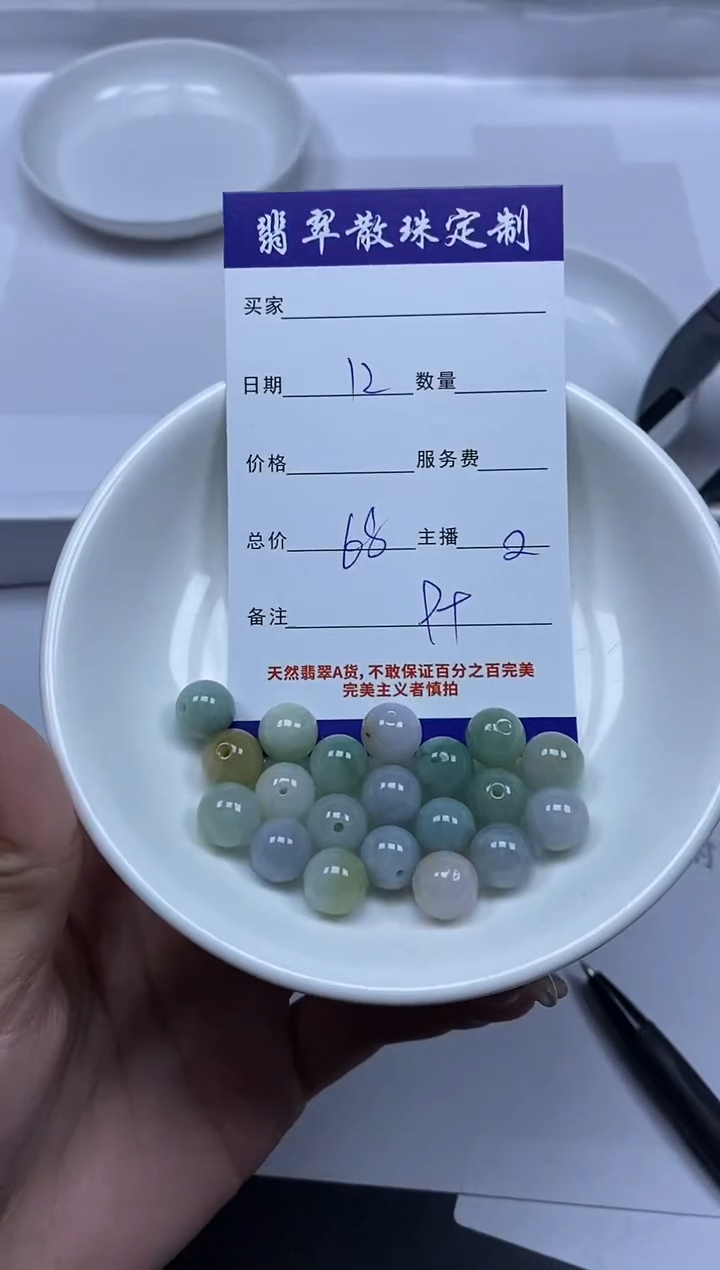 翡翠散珠定制
买家
日期 12 数量
价格 服务费
总价 68 主播 2
备注
天然翡翠A货,不敢保证百分之百完美
完美主义者慎拍